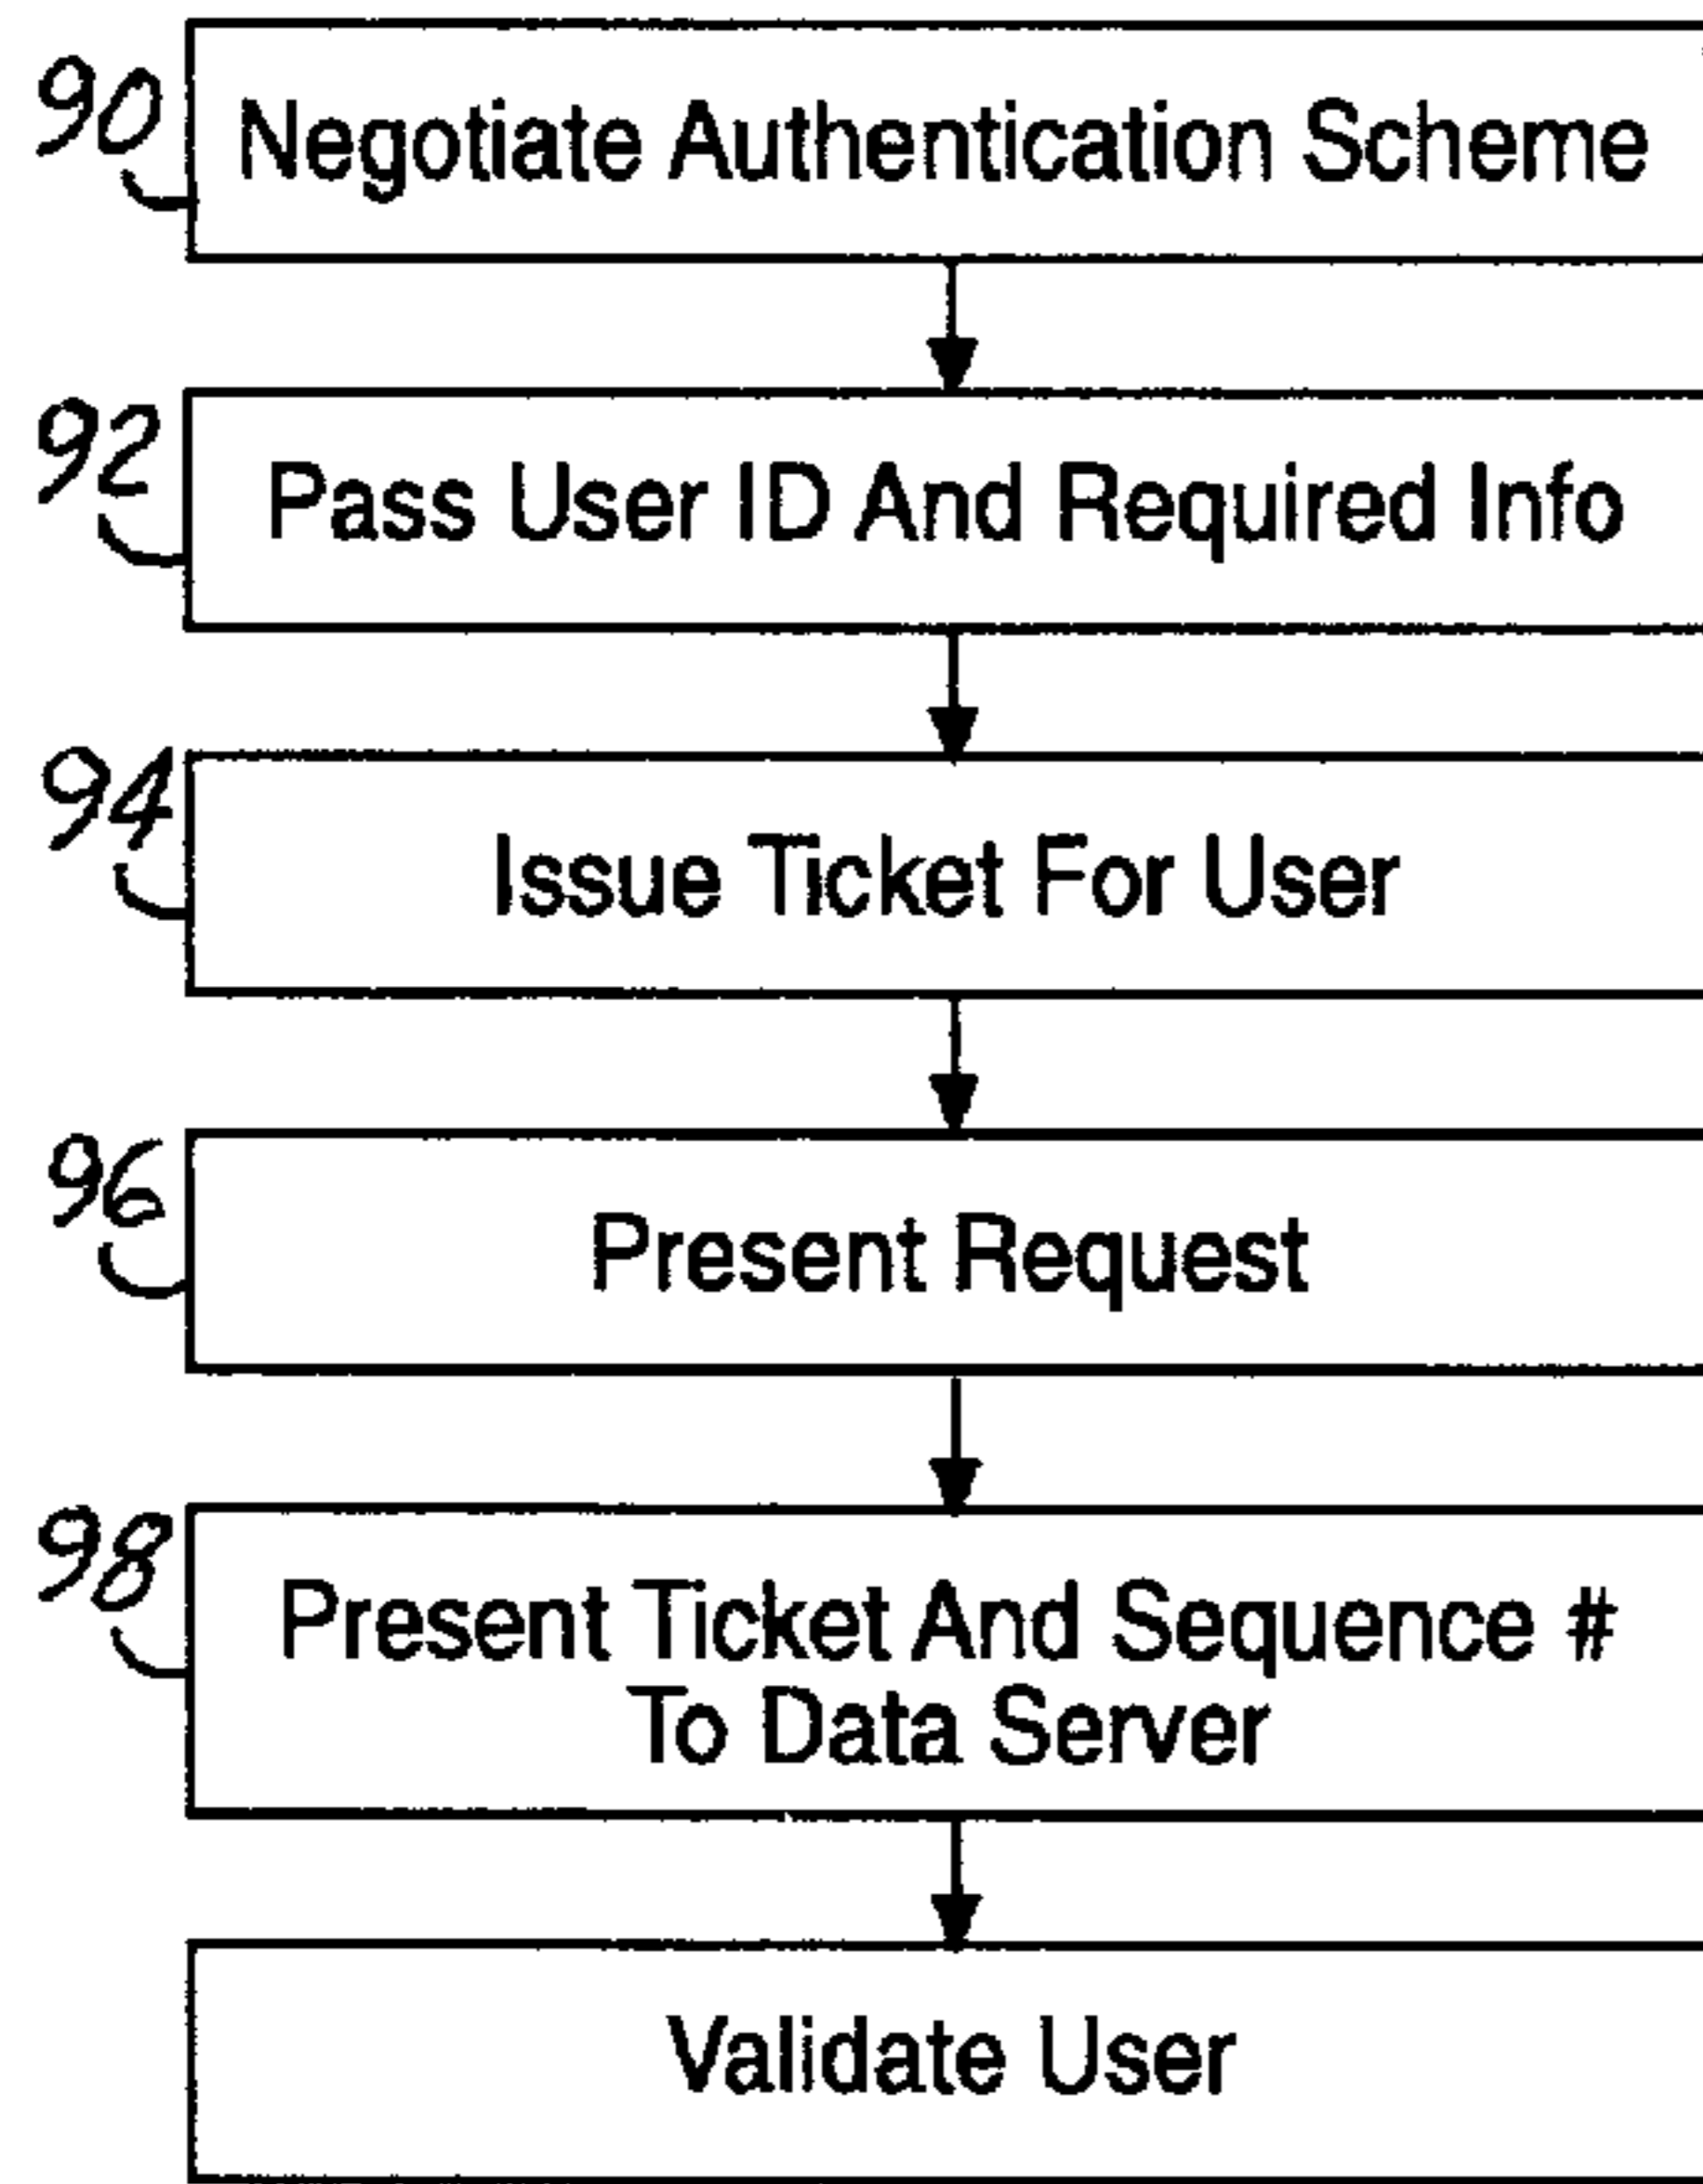 90
Negotiate Authentication Scheme
92
Pass User ID And Required Info
94
Issue Ticket For User
96
Present Request
98
Present Ticket And Sequence #
To Data Server
Validate User